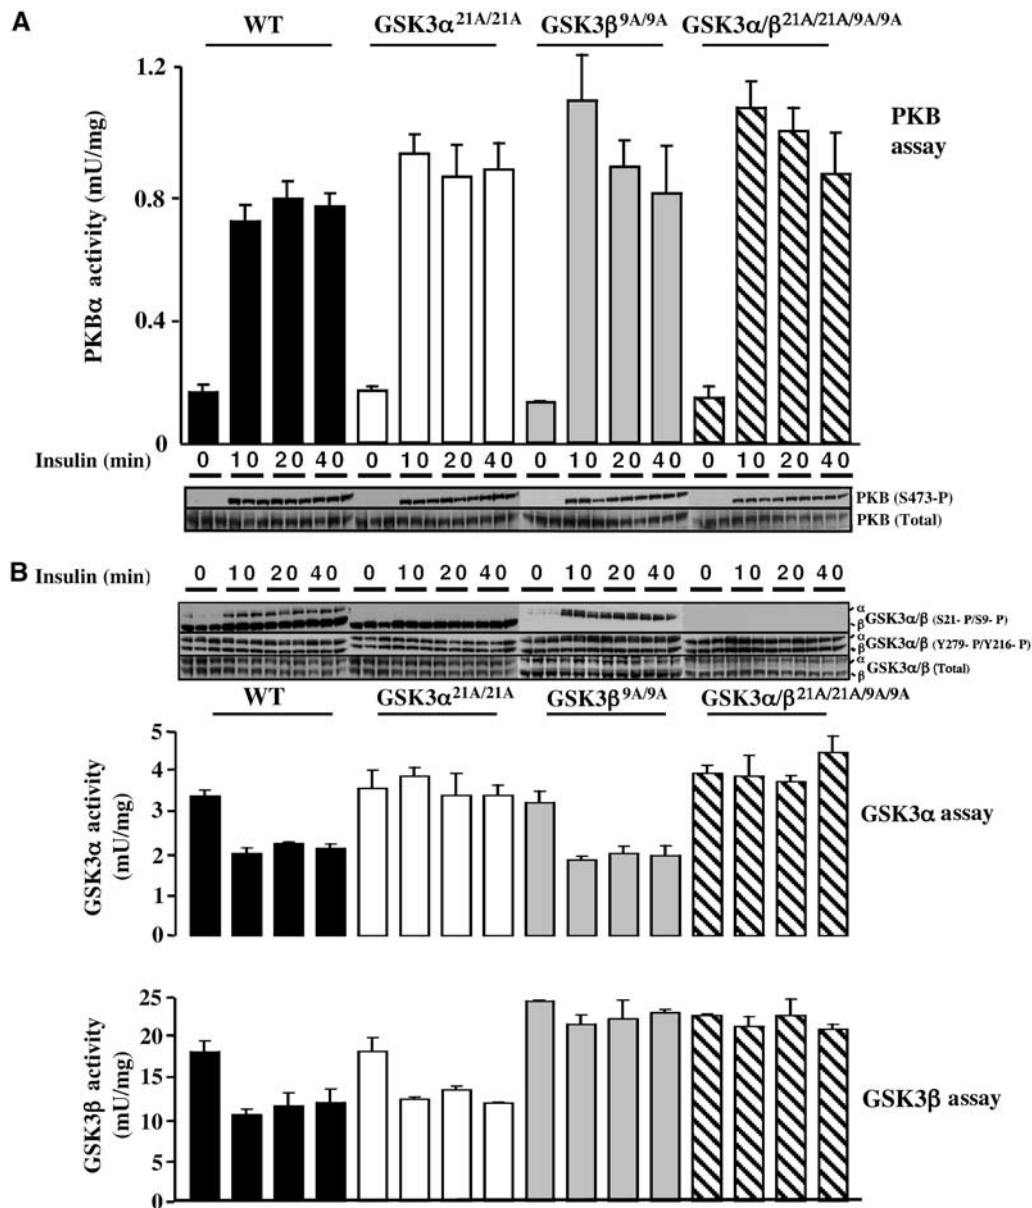 A
WT GSK3α21A/21A GSK3β9A/9A GSK3α/β21A/21A/9A/9A
1.2
0.8
0.4
0
PKBα activity (mU/mg)
PKB
assay
Insulin (min) 0 10 20 40 0 10 20 40 0 10 20 40 0 10 20 40
PKB (S473-P)
PKB (Total)
B
Insulin (min) 0 10 20 40 0 10 20 40 0 10 20 40 0 10 20 40
α
β GSK3α/β (S21- P/S9- P)
α
β GSK3α/β (Y279- P/Y216- P)
α
β GSK3α/β (Total)
WT GSK3α21A/21A GSK3β9A/9A GSK3α/β21A/21A/9A/9A
5
4
3
2
1
0
GSK3α activity
(mU/mg)
GSK3α assay
25
20
15
10
5
0
GSK3β activity
(mU/mg)
GSK3β assay